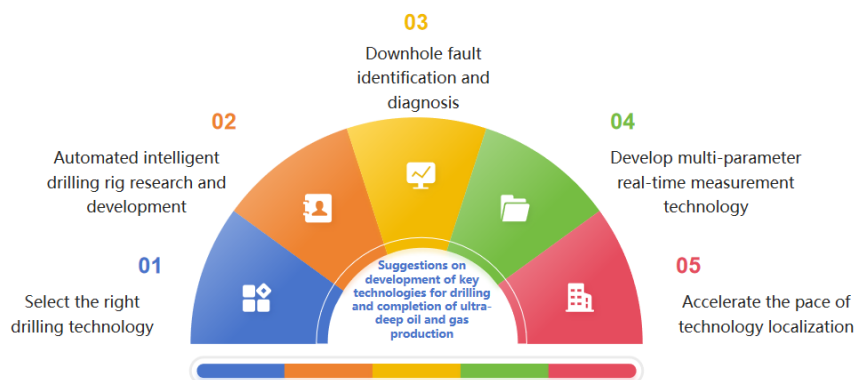 01
Select the right
drilling technology
02
Automated intelligent
drilling rig research and
development
03
Downhole fault
identification and
diagnosis
04
Develop multi-parameter
real-time measurement
technology
05
Accelerate the pace of
technology localization
Suggestions on
development of key
technologies for drilling
and completion of ultra-
deep oil and gas
production